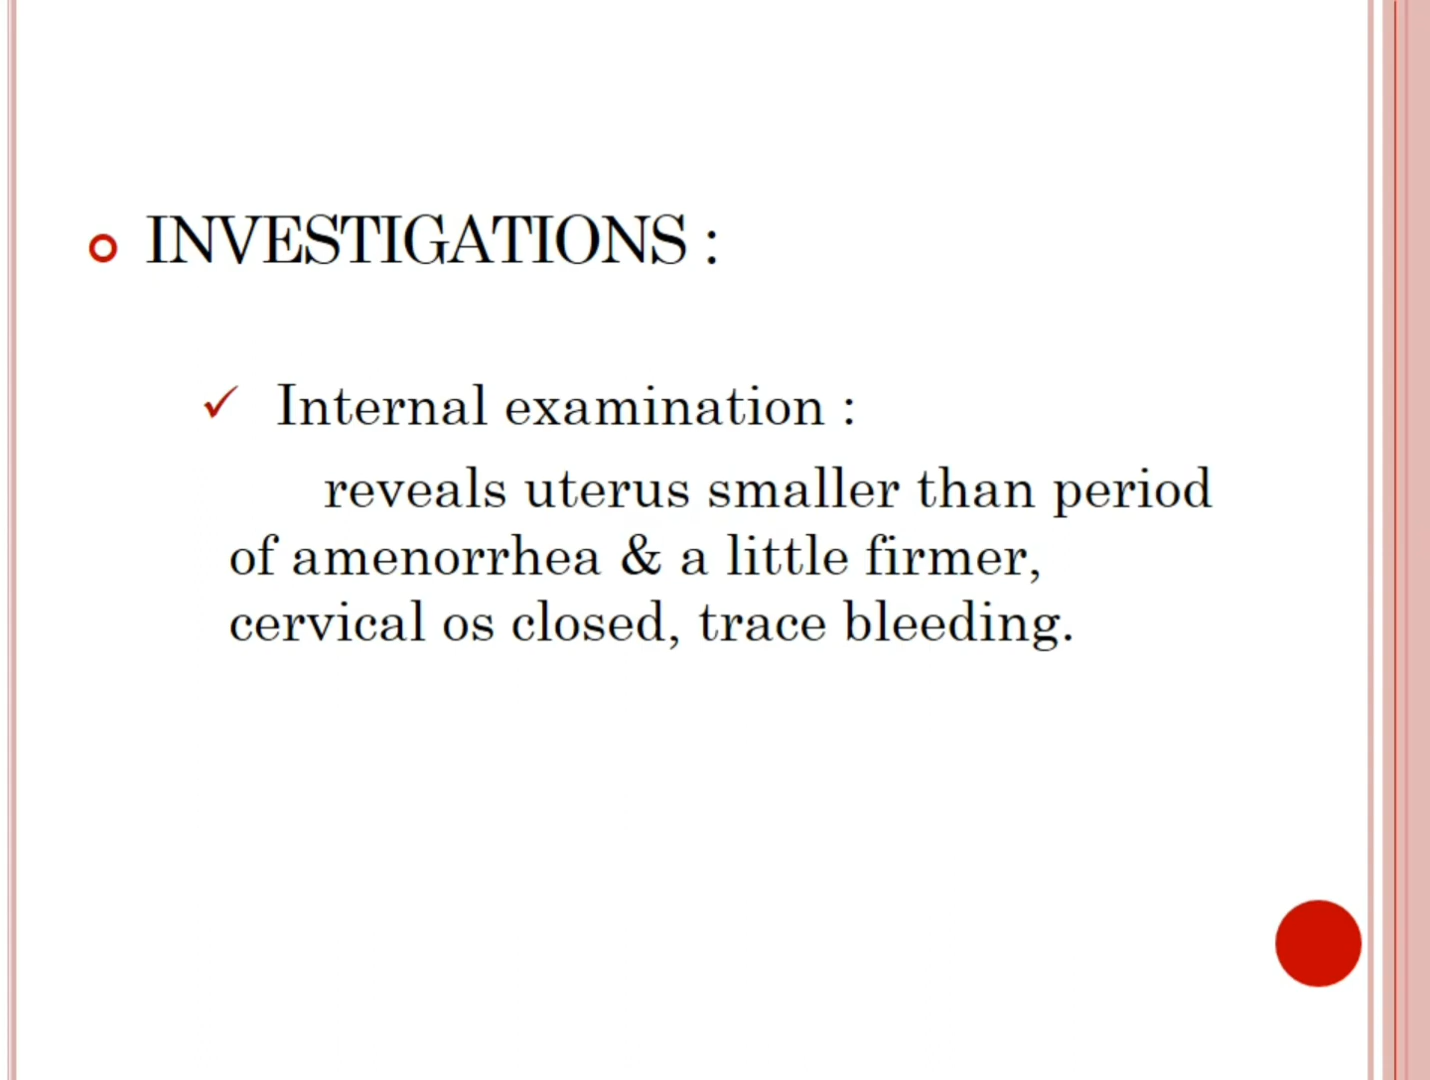 INVESTIGATIONS :
✓ Internal examination :
reveals uterus smaller than period
of amenorrhea & a little firmer,
cervical os closed, trace bleeding.